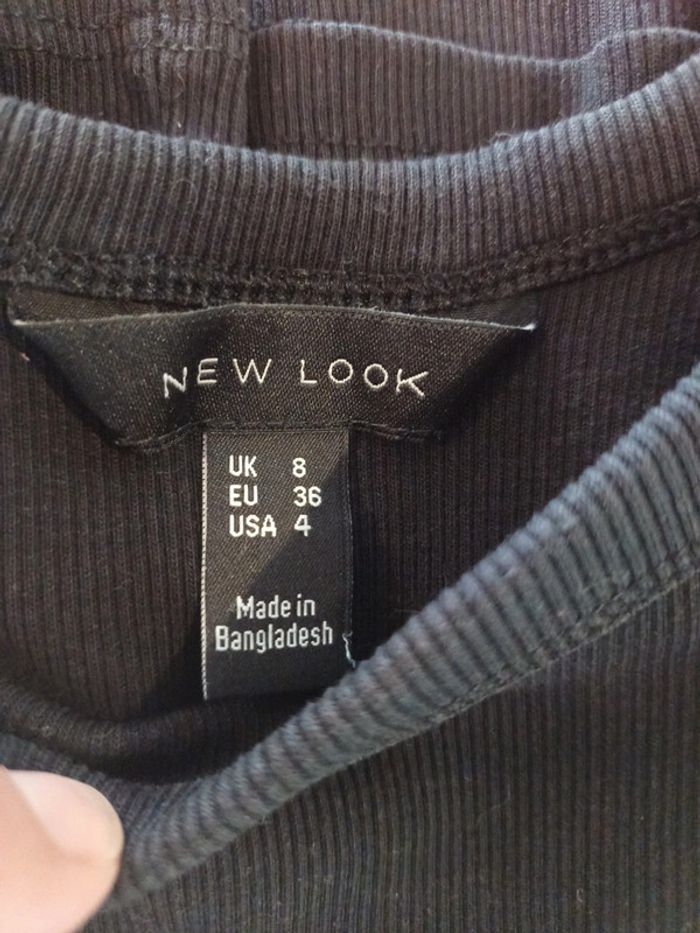 NEW LOOK
UK 8
EU 36
USA 4
Made in
Bangladesh